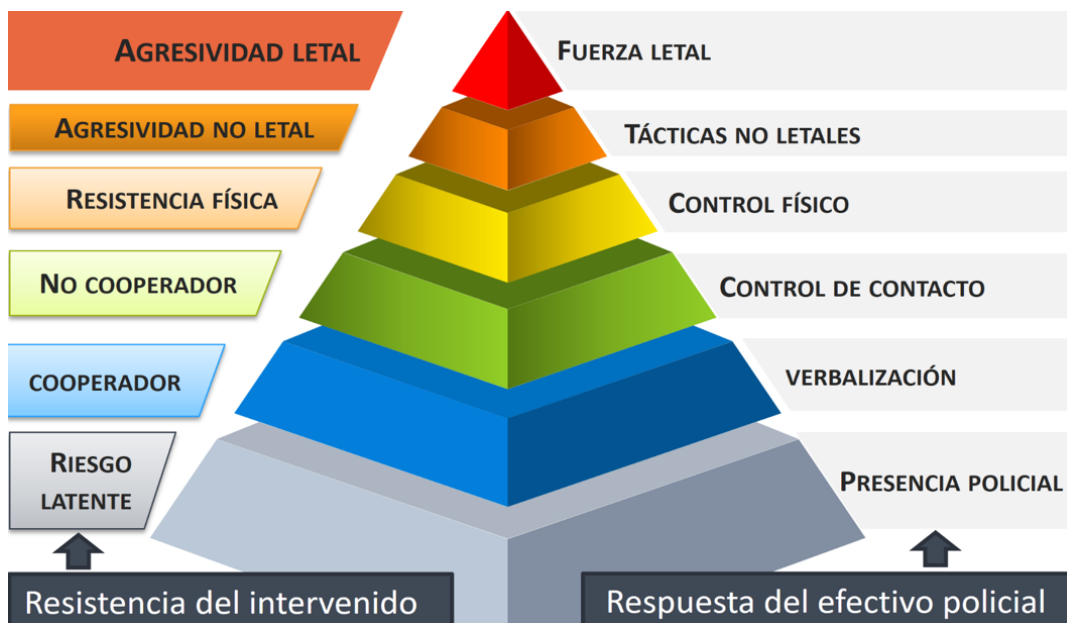 AGRESIVIDAD LETAL
FUERZA LETAL
AGRESIVIDAD NO LETAL
TÁCTICAS NO LETALES
RESISTENCIA FÍSICA
CONTROL FÍSICO
NO COOPERADOR
CONTROL DE CONTACTO
COOPERADOR
VERBALIZACIÓN
RIESGO
LATENTE
PRESENCIA POLICIAL
Resistencia del intervenido
Respuesta del efectivo policial